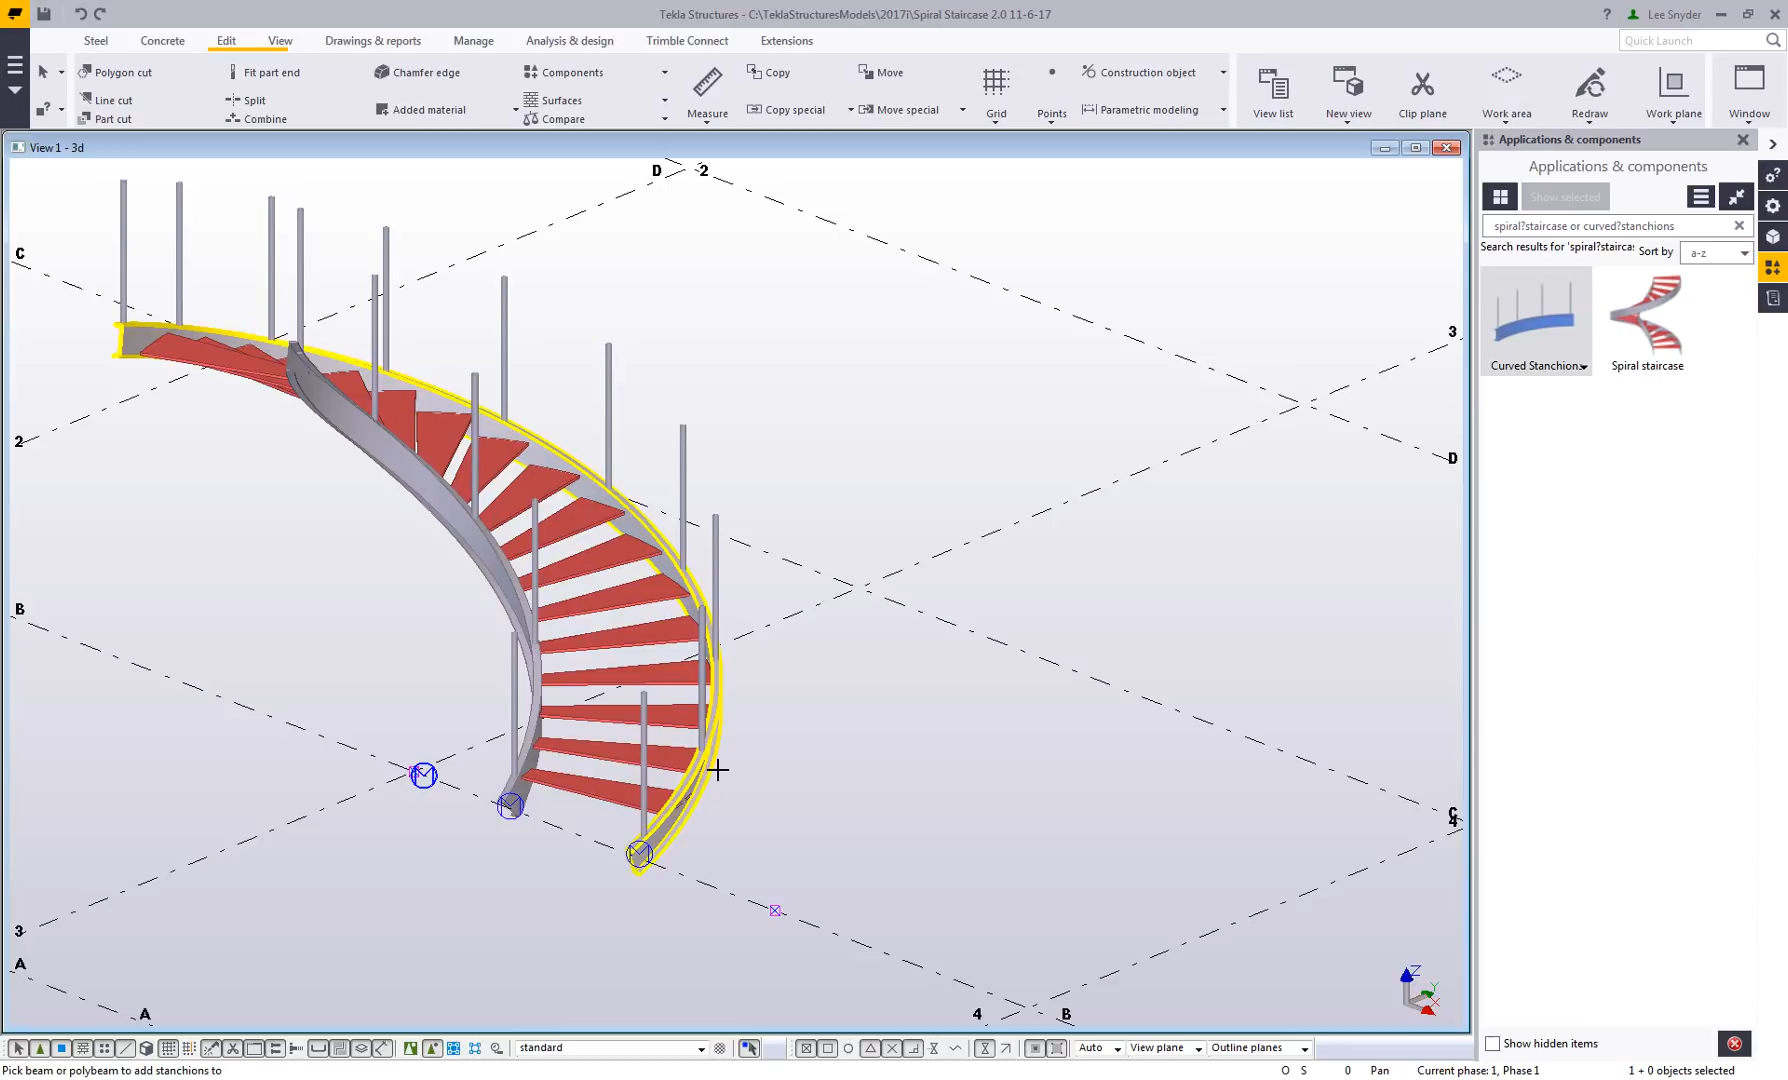 Tekla Structures - C:\TeklaStructuresModels\2017i\Spiral Staircase 2.0 11-6-17
? Lee Snyder
Steel Concrete Edit View Drawings & reports Manage Analysis & design Trimble Connect Extensions
Quick Launch
Polygon cut Fit part end Chamfer edge Components Copy Move Construction object
Line cut Split Surfaces
Added material Copy special Move special Parametric modeling
Part cut Combine Compare
Measure Grid Points View list New view Clip plane Work area Redraw Work plane Window
View 1 - 3d
Applications & components
Applications & components
Show selected
spiral?staircase or curved?stanchions
Search results for 'spiral?stairca: Sort by a-z
Curved Stanchion.
Spiral staircase
D 2
C
3
2
D
B
C
4
3
A
A
4 B
Z
Y
X
Show hidden items
standard
Auto View plane Outline planes
Pick beam or polybeam to add stanchions to
O S 0 Pan Current phase: 1, Phase 1 1 + 0 objects selected